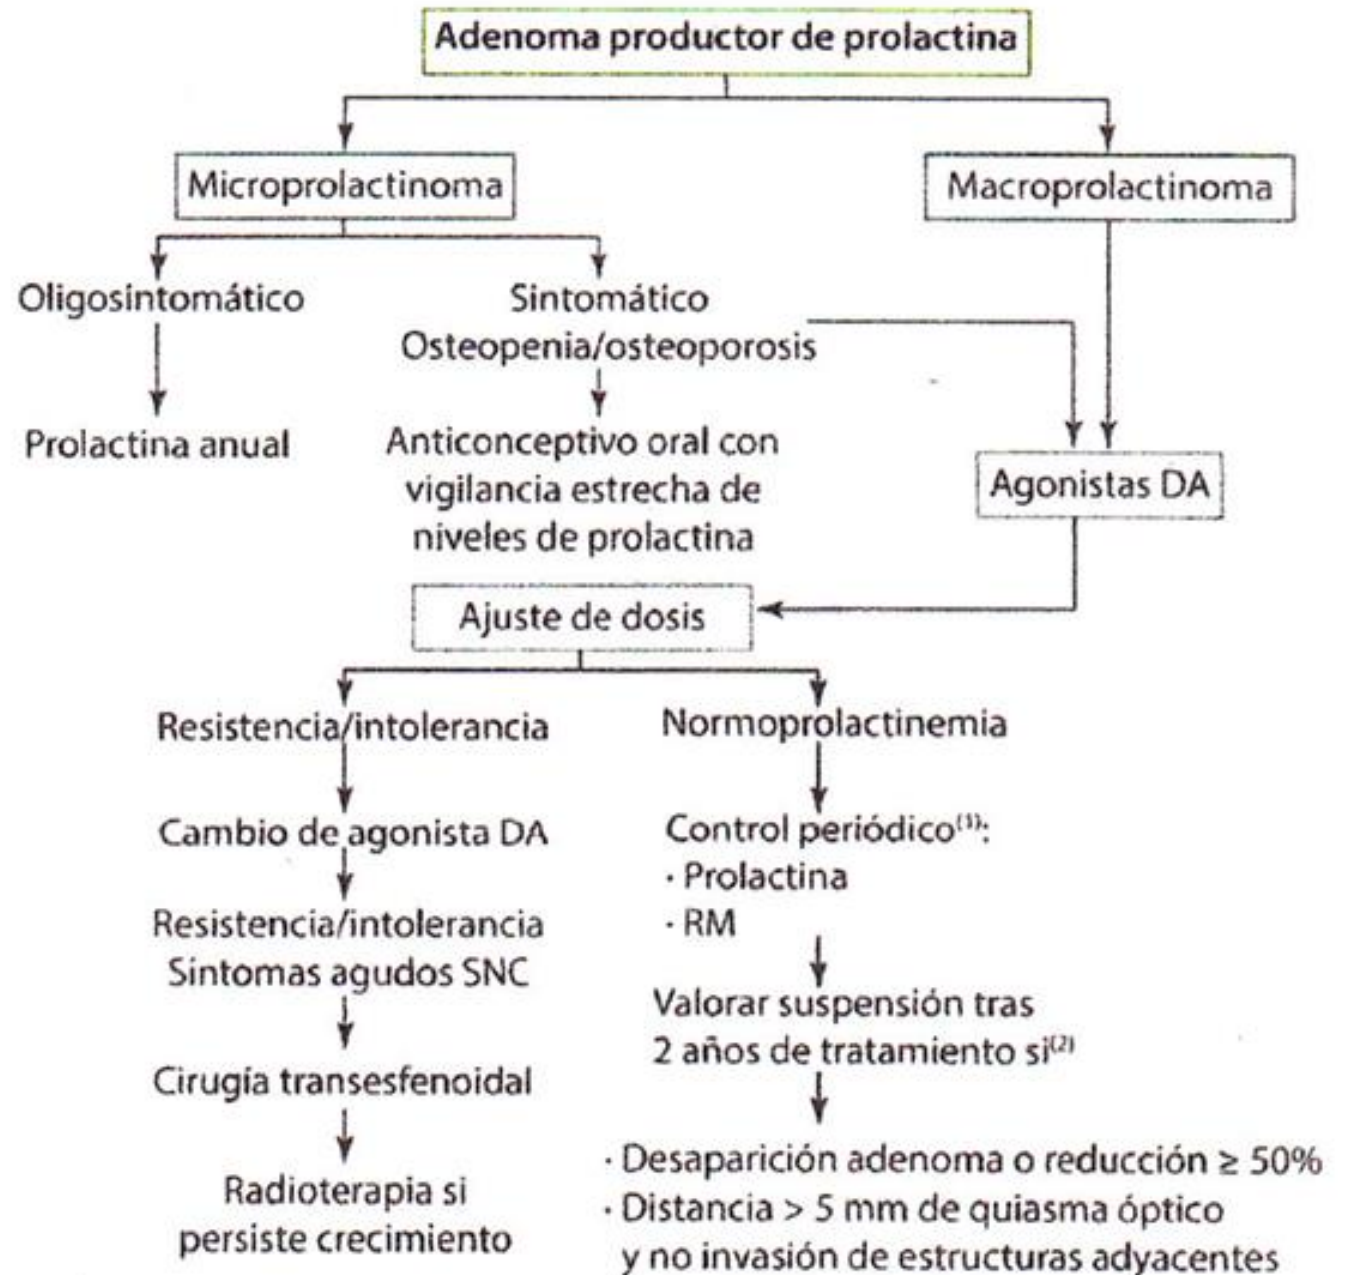 Adenoma productor de prolactina
Microprolactinoma
Macroprolactinoma
Oligosintomático
Sintomático
Osteopenia/osteoporosis
Prolactina anual
Anticonceptivo oral con
vigilancia estrecha de
niveles de prolactina
Agonistas DA
Ajuste de dosis
Resistencia/intolerancia
Cambio de agonista DA
Resistencia/intolerancia
Síntomas agudos SNC
Cirugía transesfenoidal
Radioterapia si
persiste crecimiento
Normoprolactinemia
Control periódico⁽¹⁾:
· Prolactina
· RM
Valorar suspensión tras
2 años de tratamiento si⁽²⁾
· Desaparición adenoma o reducción ≥ 50%
· Distancia > 5 mm de quiasma óptico
y no invasión de estructuras adyacentes